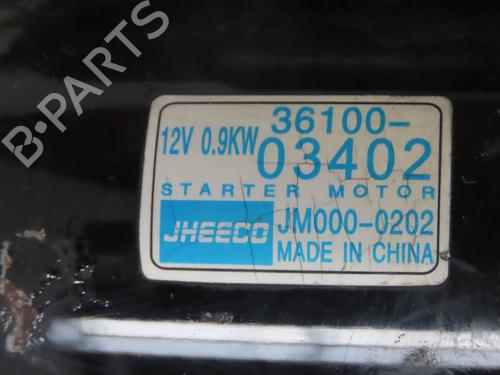 B-PARTS
12V 0.9KW 36100-
03402
STARTER MOTOR
JHEECO JM000-0202
MADE IN CHINA